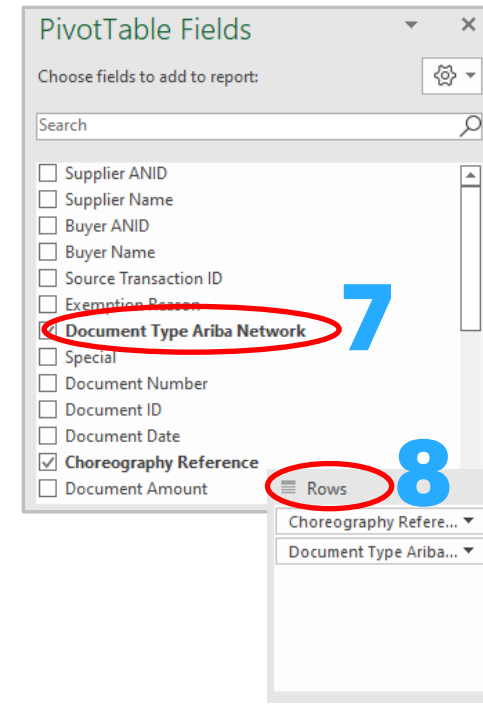 PivotTable Fields
Choose fields to add to report:
Search
Supplier ANID
Supplier Name
Buyer ANID
Buyer Name
Source Transaction ID
Exemption Reason
Document Type Ariba Network
7
Special
Document Number
Document ID
Document Date
Choreography Reference
Document Amount
8
Rows
Choreography Refere...
Document Type Ariba...